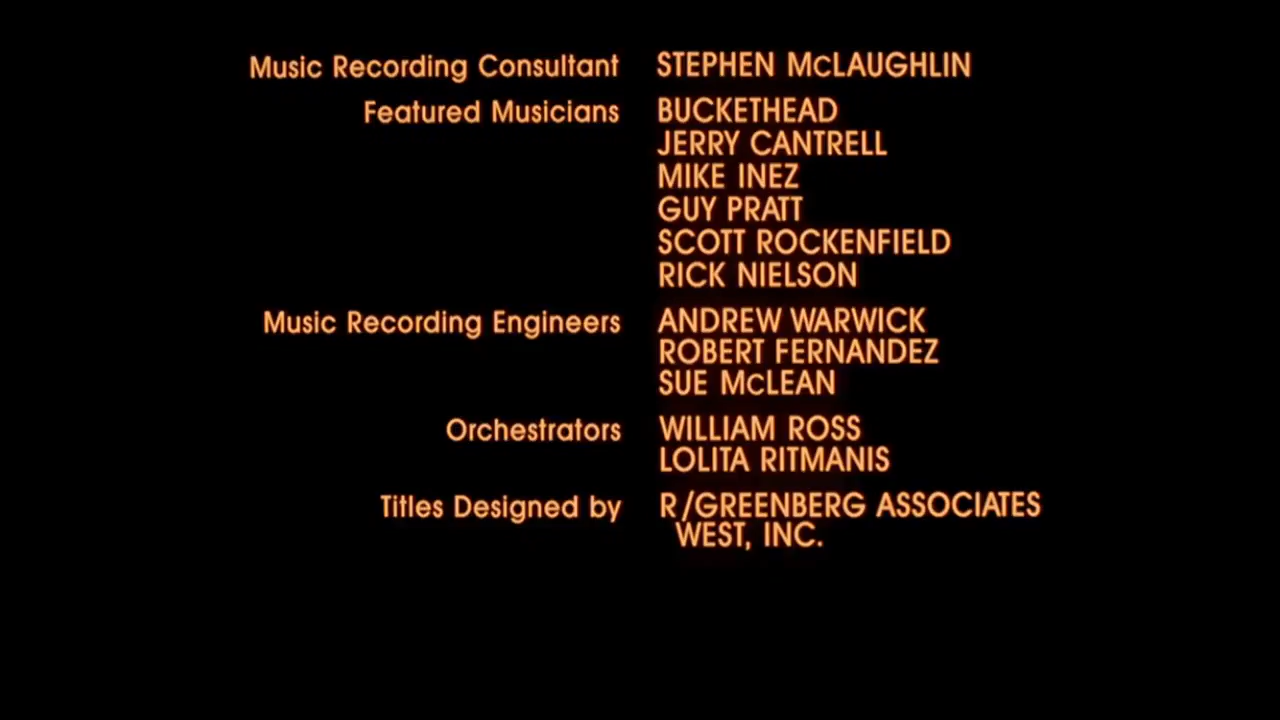 Music Recording Consultant STEPHEN McLAUGHLIN
Featured Musicians BUCKETHEAD
JERRY CANTRELL
MIKE INEZ
GUY PRATT
SCOTT ROCKENFIELD
RICK NIELSON
Music Recording Engineers ANDREW WARWICK
ROBERT FERNANDEZ
SUE McLEAN
Orchestrators WILLIAM ROSS
LOLITA RITMANIS
Titles Designed by R/GREENBERG ASSOCIATES
WEST, INC.